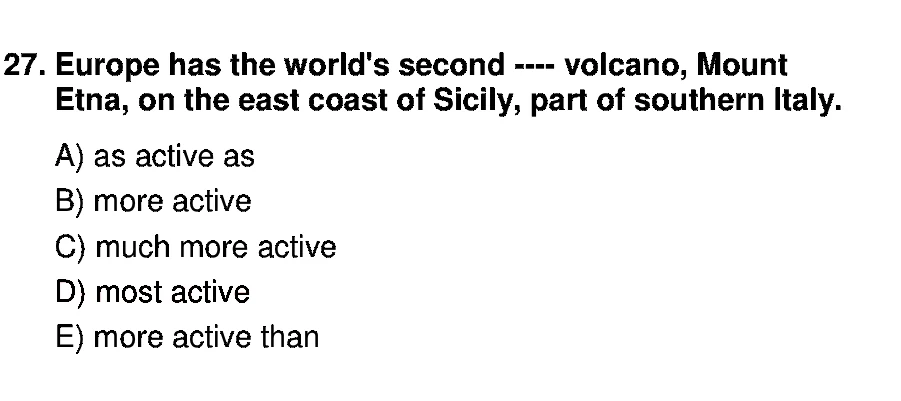 27. Europe has the world's second ---- volcano, Mount
Etna, on the east coast of Sicily, part of southern Italy.
A) as active as
B) more active
C) much more active
D) most active
E) more active than